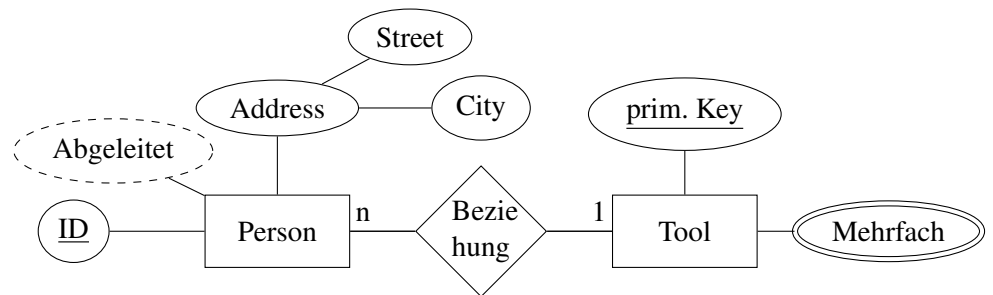 Street
Address
City
prim. Key
Abgeleitet
ID
Person
n
Bezie
hung
1
Tool
Mehrfach